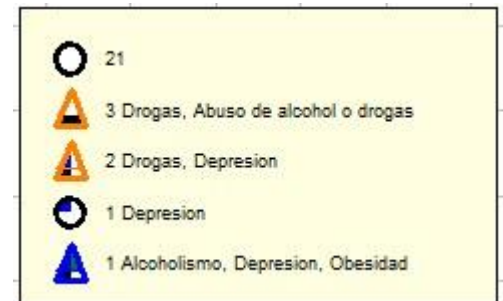 21
3 Drogas, Abuso de alcohol o drogas
2 Drogas, Depresion
1 Depresion
1 Alcoholismo, Depresion, Obesidad